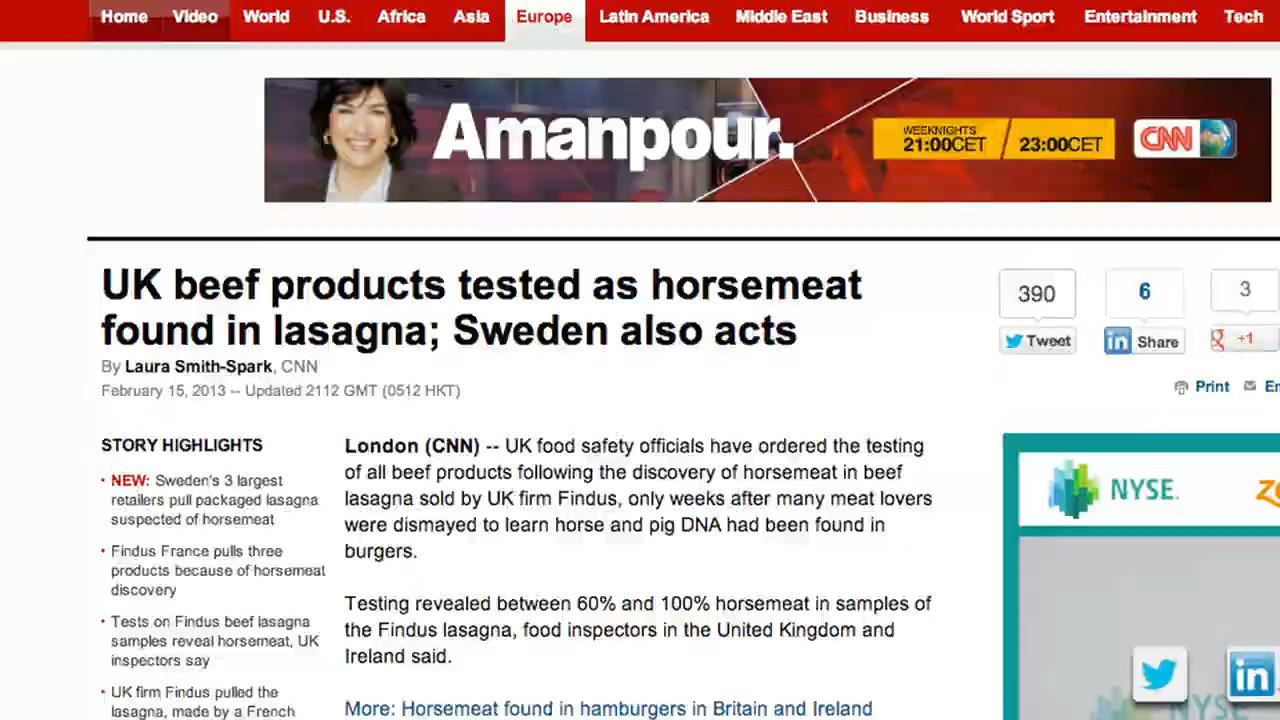 Home Video World U.S. Africa Asia Europe Latin America Middle East Business World Sport Entertainment Tech
Amanpour.
WEEKNIGHTS
21:00CET / 23:00CET
CNN
UK beef products tested as horsemeat
found in lasagna; Sweden also acts
By Laura Smith-Spark, CNN
February 15, 2013 -- Updated 2112 GMT (0512 HKT)
390
6
3
Tweet
in Share
+1
Print
STORY HIGHLIGHTS
• NEW: Sweden's 3 largest
retailers pull packaged lasagna
suspected of horsemeat
• Findus France pulls three
products because of horsemeat
discovery
• Tests on Findus beef lasagna
samples reveal horsemeat, UK
inspectors say
• UK firm Findus pulled the
lasagna, made by a French
London (CNN) -- UK food safety officials have ordered the testing
of all beef products following the discovery of horsemeat in beef
lasagna sold by UK firm Findus, only weeks after many meat lovers
were dismayed to learn horse and pig DNA had been found in
burgers.
Testing revealed between 60% and 100% horsemeat in samples of
the Findus lasagna, food inspectors in the United Kingdom and
Ireland said.
More: Horsemeat found in hamburgers in Britain and Ireland
NYSE.
in
NYSE